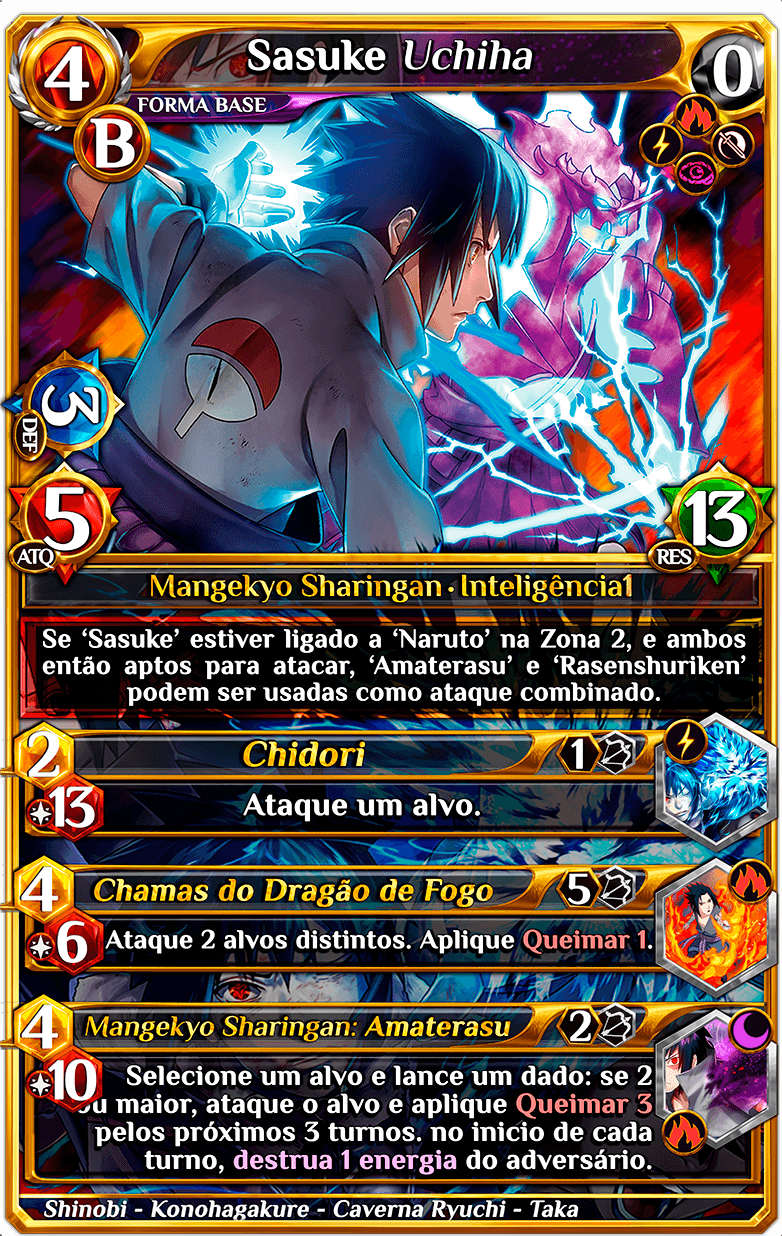 4
Sasuke Uchiha
0
FORMA BASE
B
3
DEF
5
ATQ
13
RES
Mangekyo Sharingan · Inteligência1
Se ‘Sasuke’ estiver ligado a ‘Naruto’ na Zona 2, e ambos
então aptos para atacar, ‘Amaterasu’ e ‘Rasenshuriken’
podem ser usadas como ataque combinado.
2
Chidori
1
13
Ataque um alvo.
4
Chamas do Dragão de Fogo
5
6
Ataque 2 alvos distintos. Aplique Queimar 1.
4
Mangekyo Sharingan: Amaterasu
2
10
Selecione um alvo e lance um dado: se 2
ou maior, ataque o alvo e aplique Queimar 3
pelos próximos 3 turnos. no inicio de cada
turno, destrua 1 energia do adversário.
Shinobi - Konohagakure - Caverna Ryuchi - Taka